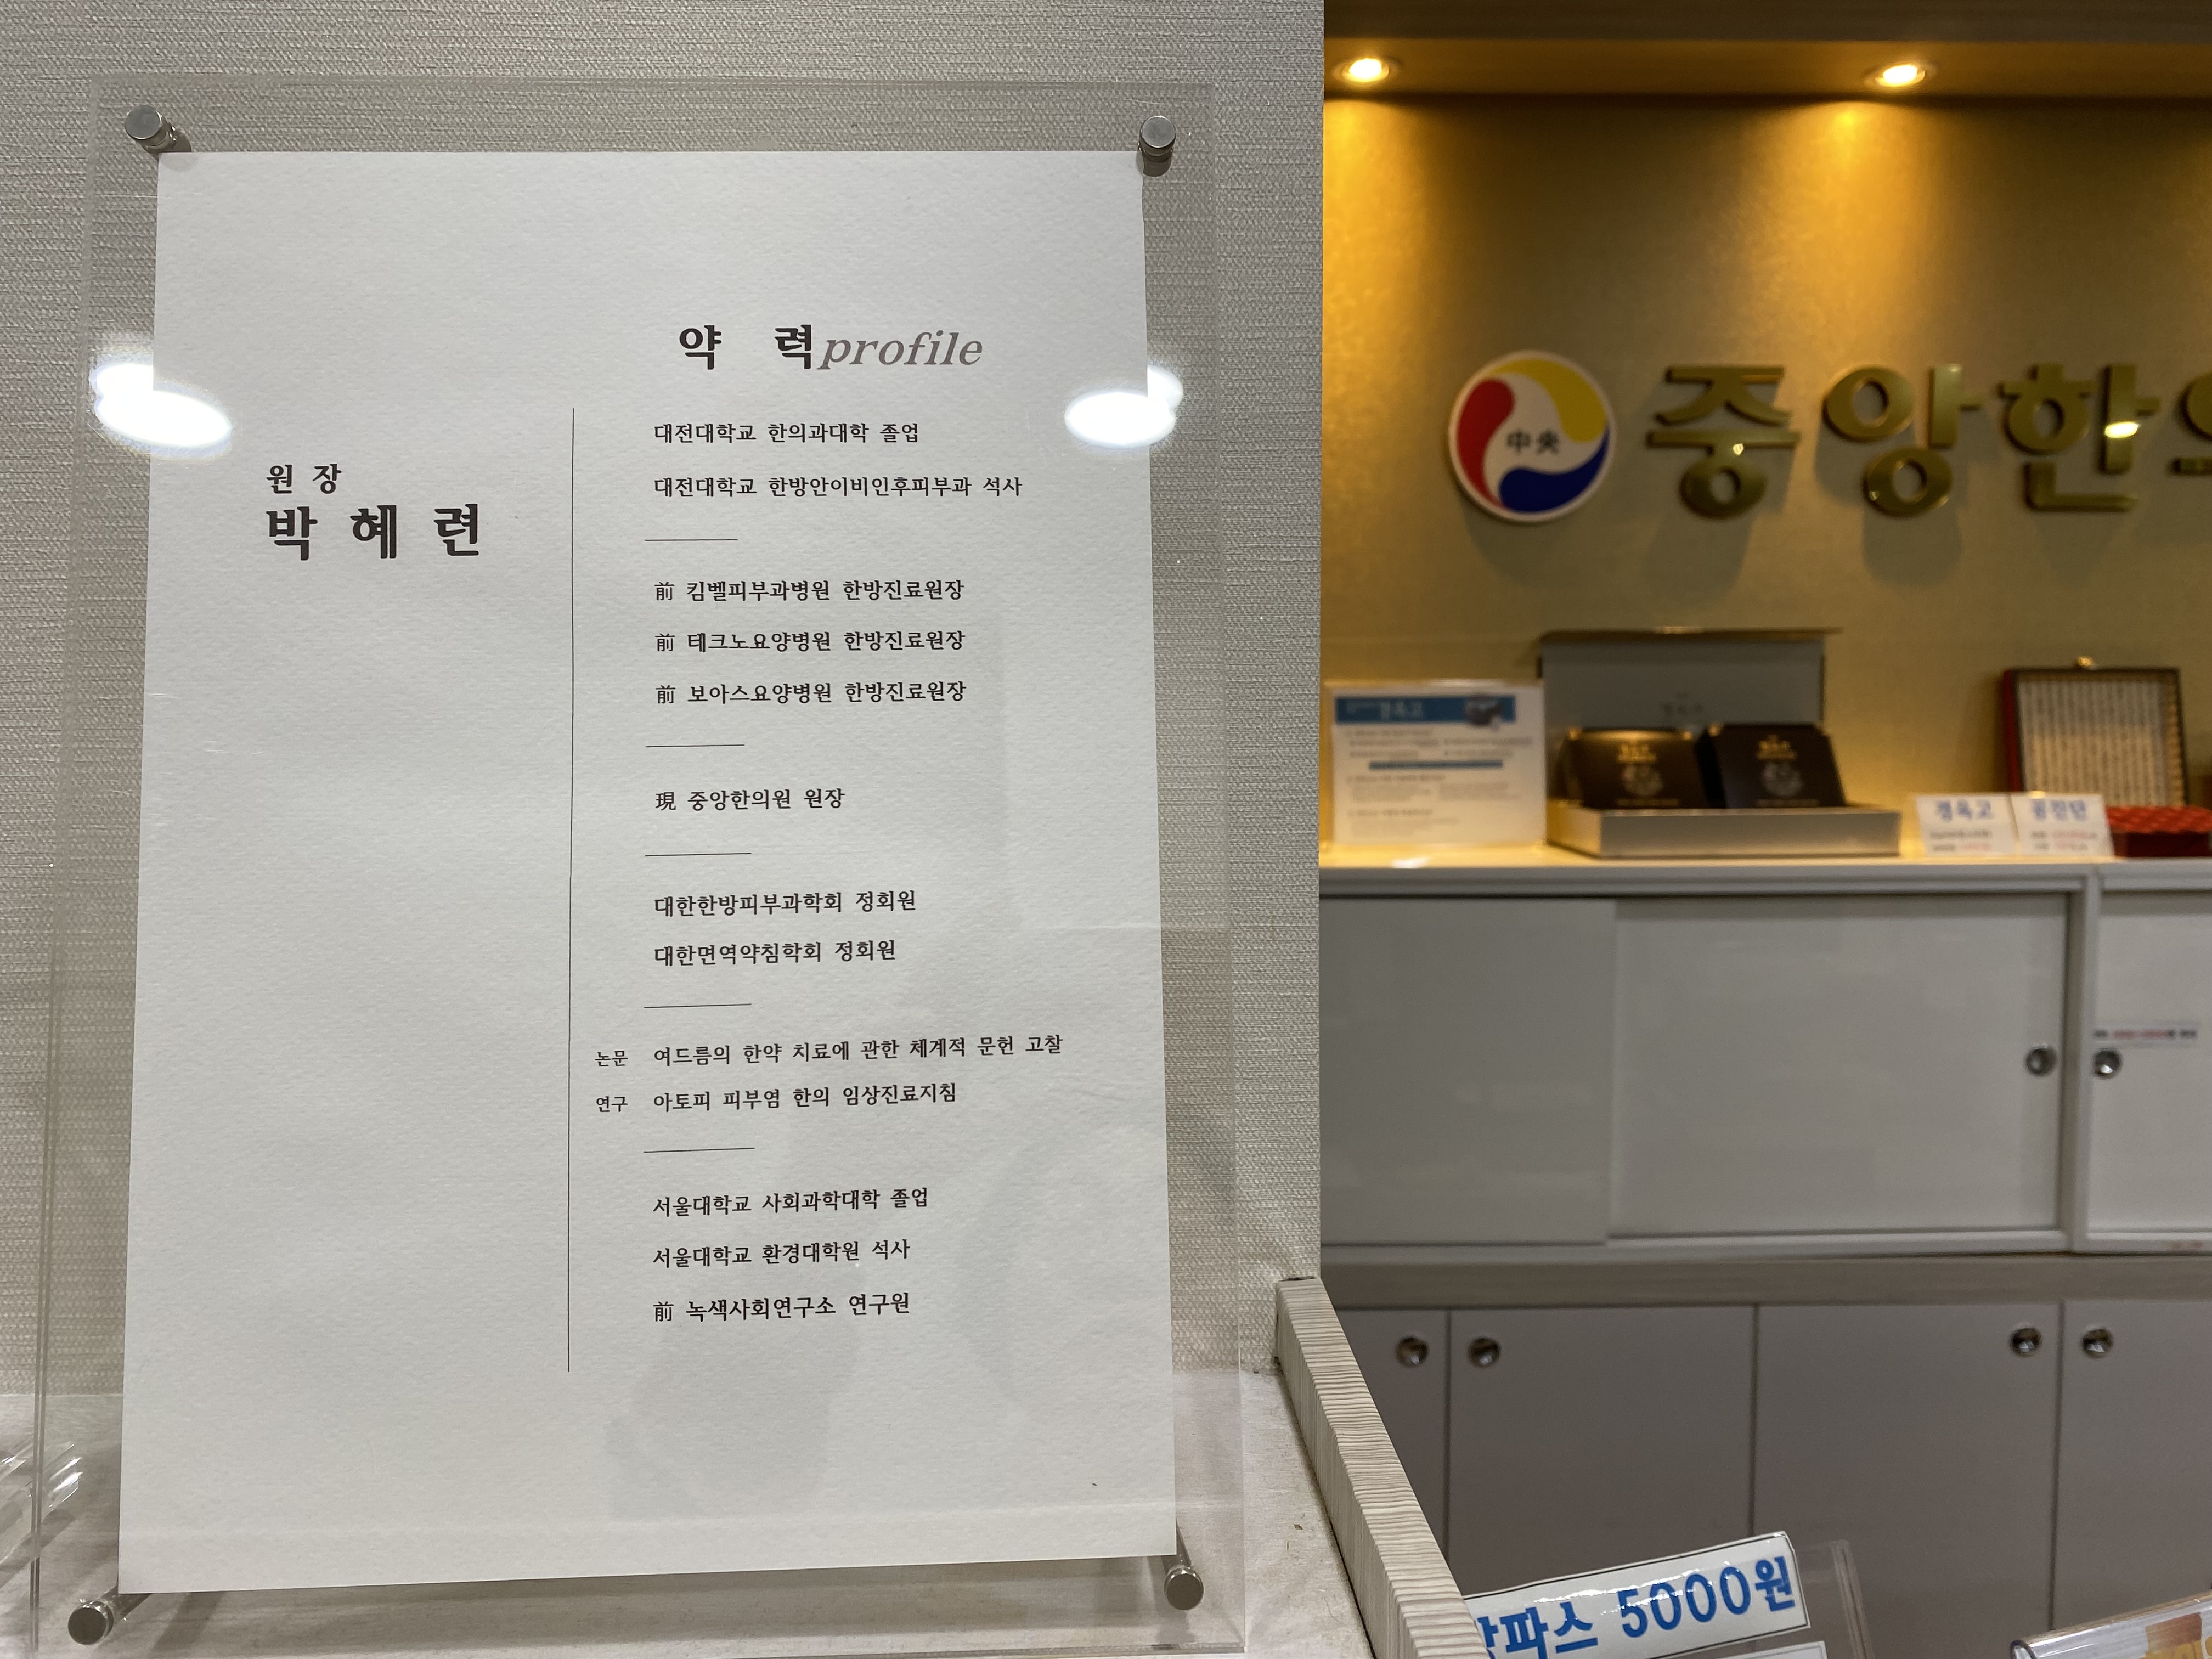 약 력 profile
원 장
박 혜 련
대전대학교 한의과대학 졸업
대전대학교 한방안이비인후피부과 석사
前 킴벨피부과병원 한방진료원장
前 테크노요양병원 한방진료원장
前 보아스요양병원 한방진료원장
現 중앙한의원 원장
대한한방피부과학회 정회원
대한면역약침학회 정회원
논문 여드름의 한약 치료에 관한 체계적 문헌 고찰
연구 아토피 피부염 한의 임상진료지침
서울대학교 사회과학대학 졸업
서울대학교 환경대학원 석사
前 녹색사회연구소 연구원
中央
중앙한
경옥고
경옥고
공진단
파스 5000원